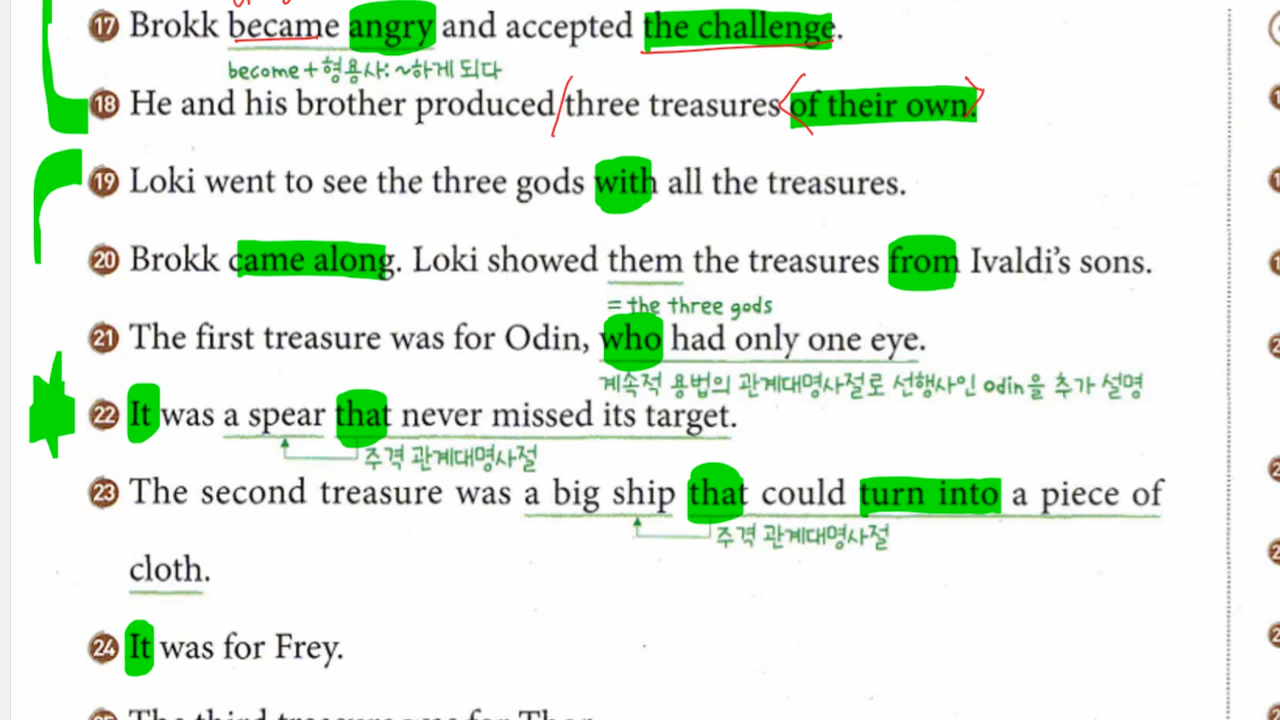 17 Brokk became angry and accepted the challenge.
become + 형용사: ~하게 되다
18 He and his brother produced three treasures of their own.
19 Loki went to see the three gods with all the treasures.
20 Brokk came along. Loki showed them the treasures from Ivaldi's sons.
= the three gods
21 The first treasure was for Odin, who had only one eye.
계속적 용법의 관계대명사절로 선행사인 Odin을 추가 설명
22 It was a spear that never missed its target.
주격 관계대명사절
23 The second treasure was a big ship that could turn into a piece of
주격 관계대명사절
cloth.
24 It was for Frey.